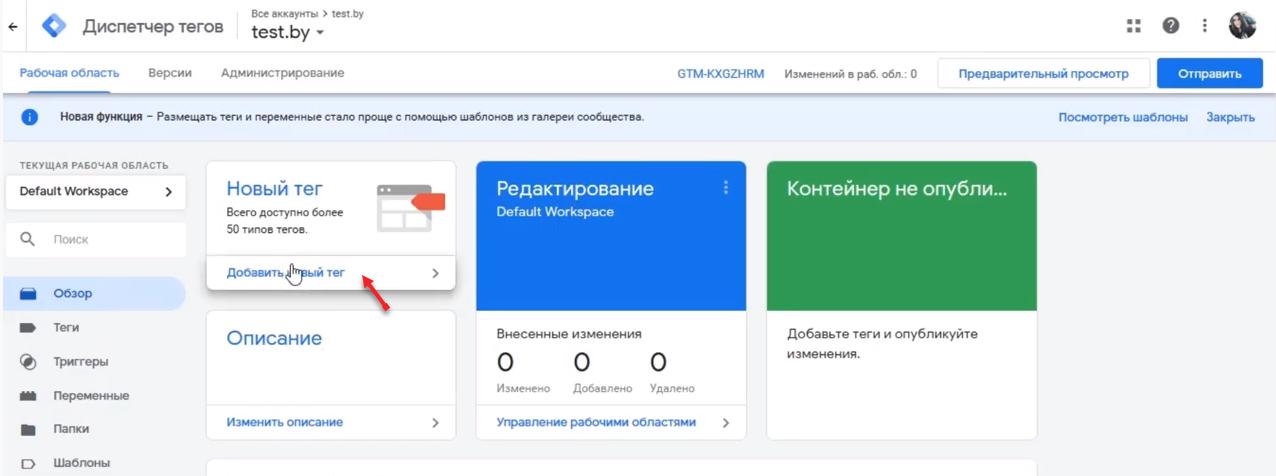 Диспетчер тегов
Все аккаунты > test.by
test.by
Рабочая область
Версии
Администрирование
GTM-KXGZHRM
Изменений в раб. обл.: 0
Предварительный просмотр
Отправить
Новая функция – Размещать теги и переменные стало проще с помощью шаблонов из галереи сообщества.
Посмотреть шаблоны
Закрыть
ТЕКУЩАЯ РАБОЧАЯ ОБЛАСТЬ
Default Workspace
Поиск
Обзор
Теги
Триггеры
Переменные
Папки
Шаблоны
Новый тег
Всего доступно более
50 типов тегов.
Добавить новый тег
Описание
Изменить описание
Редактирование
Default Workspace
Внесенные изменения
0 0 0
Изменено Добавлено Удалено
Управление рабочими областями
Контейнер не опубли...
Добавьте теги и опубликуйте
изменения.